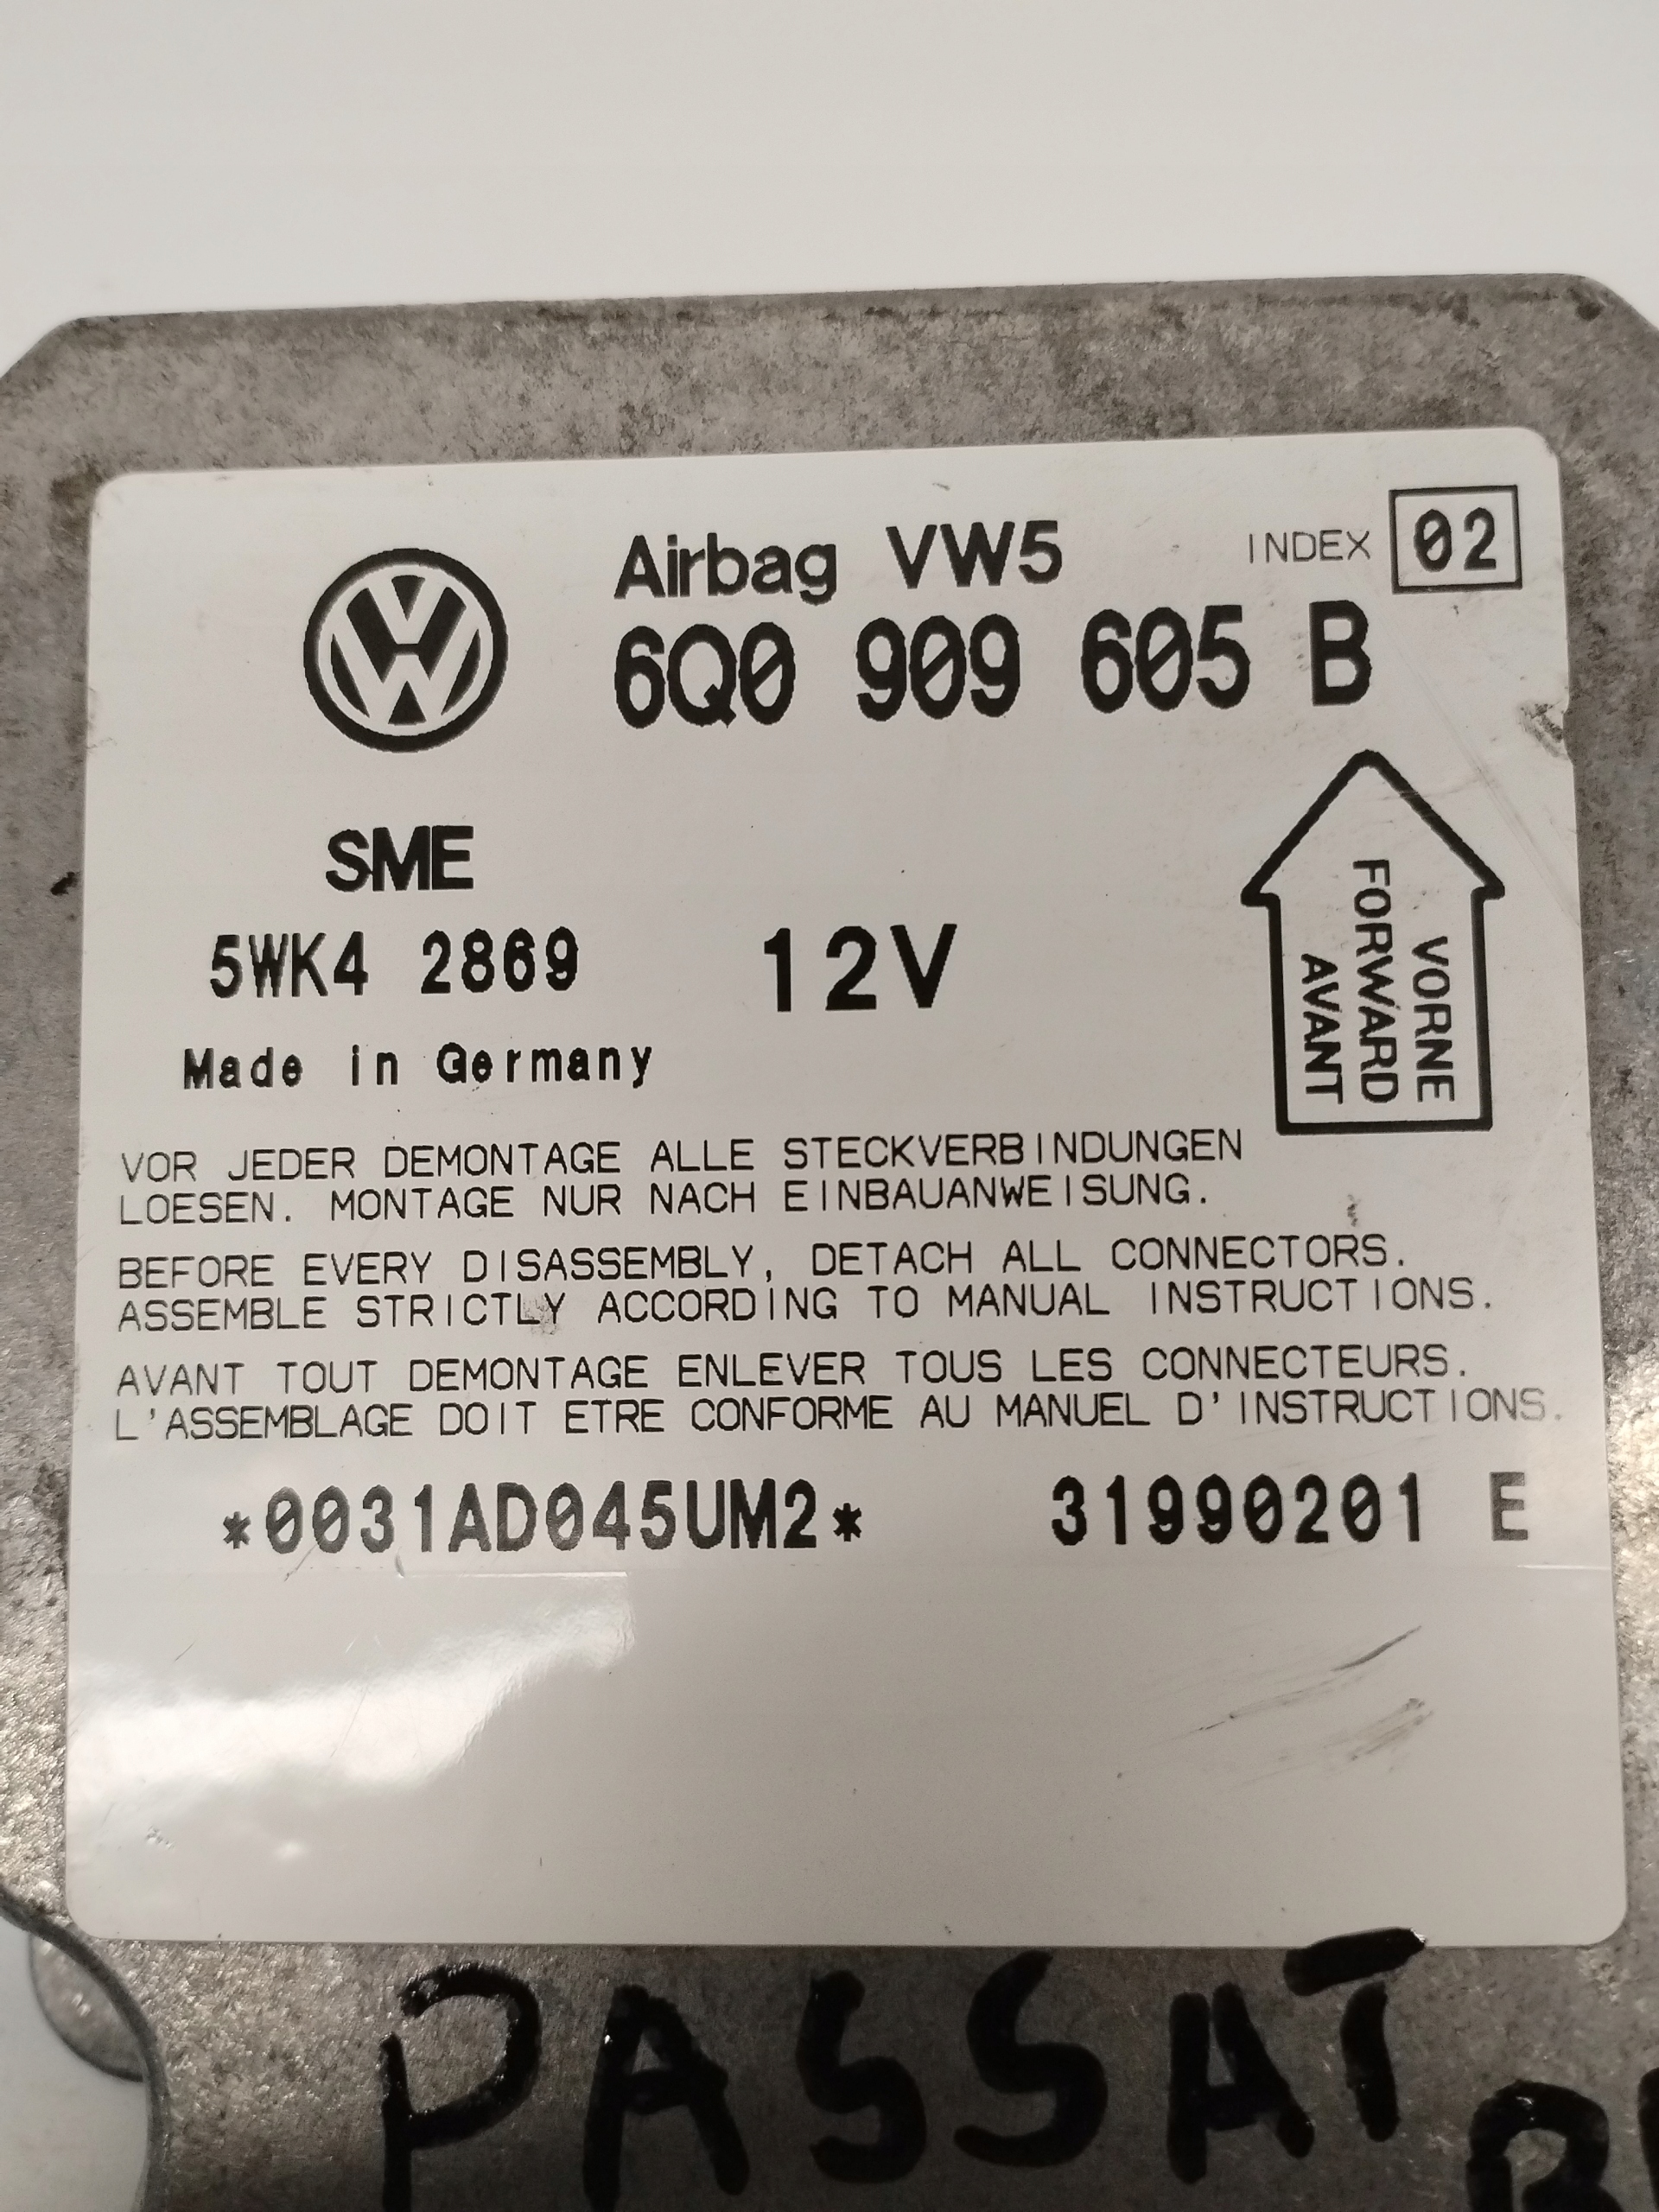 Airbag VW5 INDEX 02
6Q0 909 605 B
SME
5WK4 2869 12V
VORNE
FORWARD
AVANT
Made in Germany
VOR JEDER DEMONTAGE ALLE STECKVERBINDUNGEN
LOESEN. MONTAGE NUR NACH EINBAUANWEISUNG.
BEFORE EVERY DISASSEMBLY, DETACH ALL CONNECTORS.
ASSEMBLE STRICTLY ACCORDING TO MANUAL INSTRUCTIONS.
AVANT TOUT DEMONTAGE ENLEVER TOUS LES CONNECTEURS.
L'ASSEMBLAGE DOIT ETRE CONFORME AU MANUEL D'INSTRUCTIONS.
*0031AD045UM2* 31990201 E
PASSAT